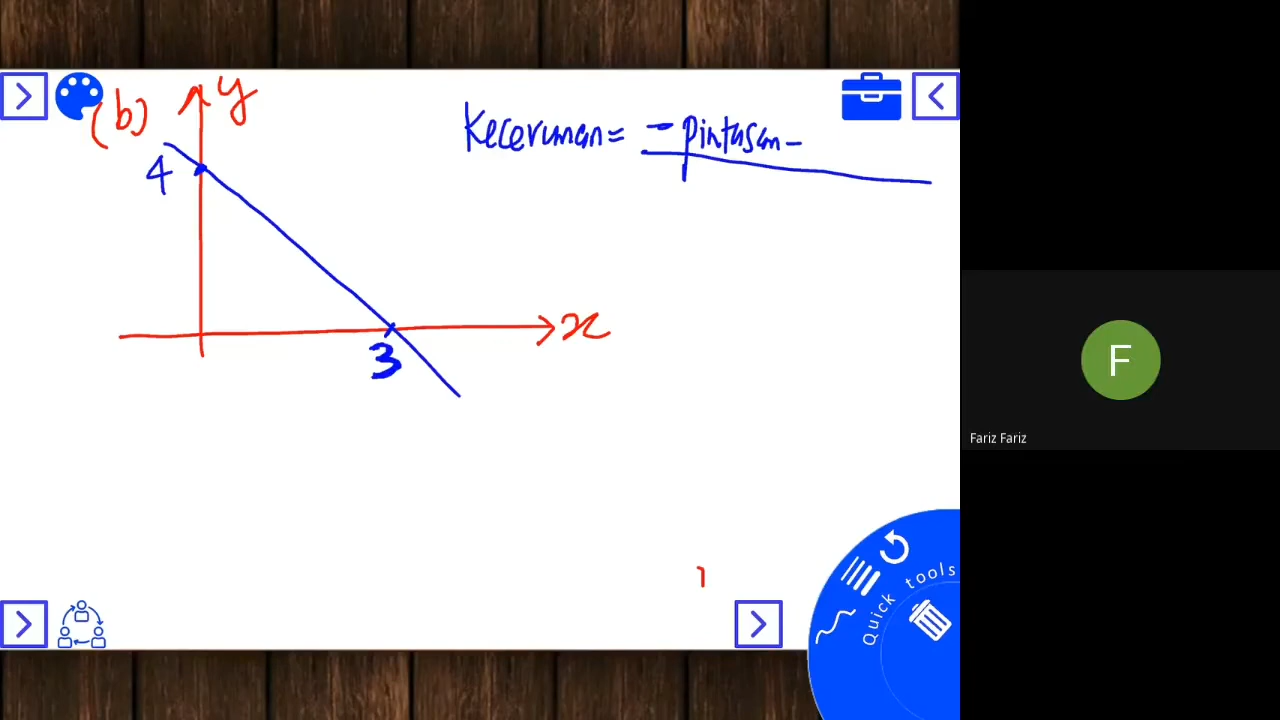 (b) y
Kecerunan = - pintasan -
4
x
3
F
Fariz Fariz
Quick tools